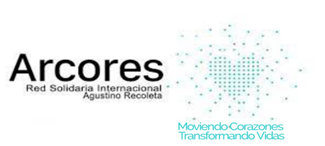 Arcores
Red Solidaria Internacional
Agustino Recoleta
Moviendo Corazones
Transformando Vidas